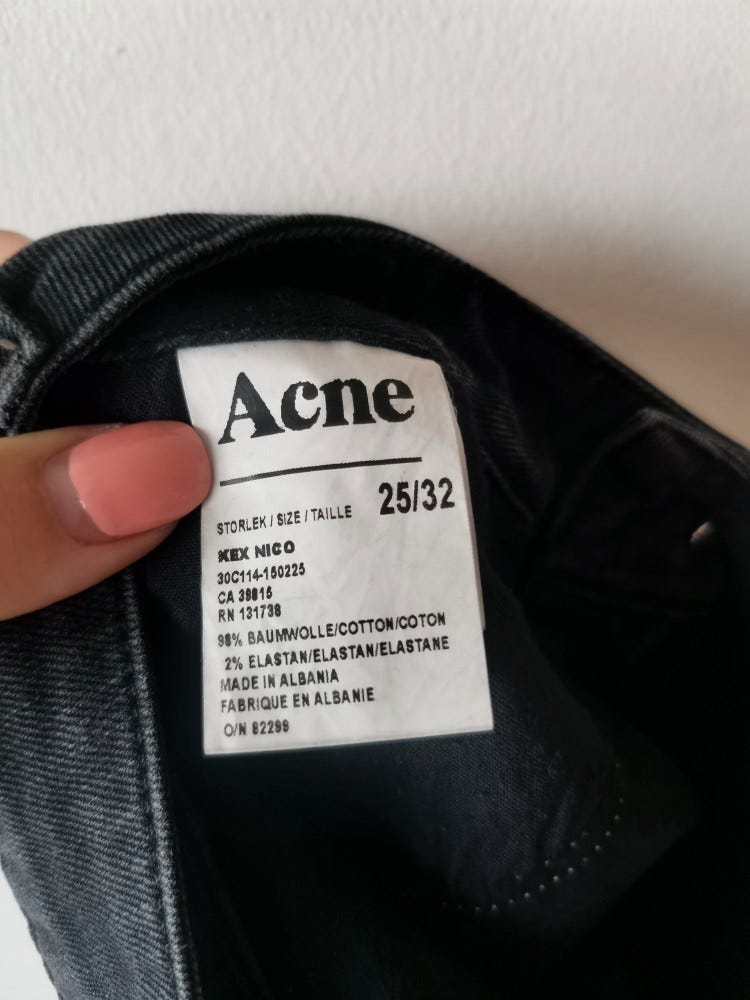 Acne
STORLEK / SIZE / TAILLE 25/32
KEX NICO
30C114-150225
CA 39815
RN 131738
98% BAUMWOLLE/COTTON/COTON
2% ELASTAN/ELASTAN/ELASTANE
MADE IN ALBANIA
FABRIQUE EN ALBANIE
O/N 82299